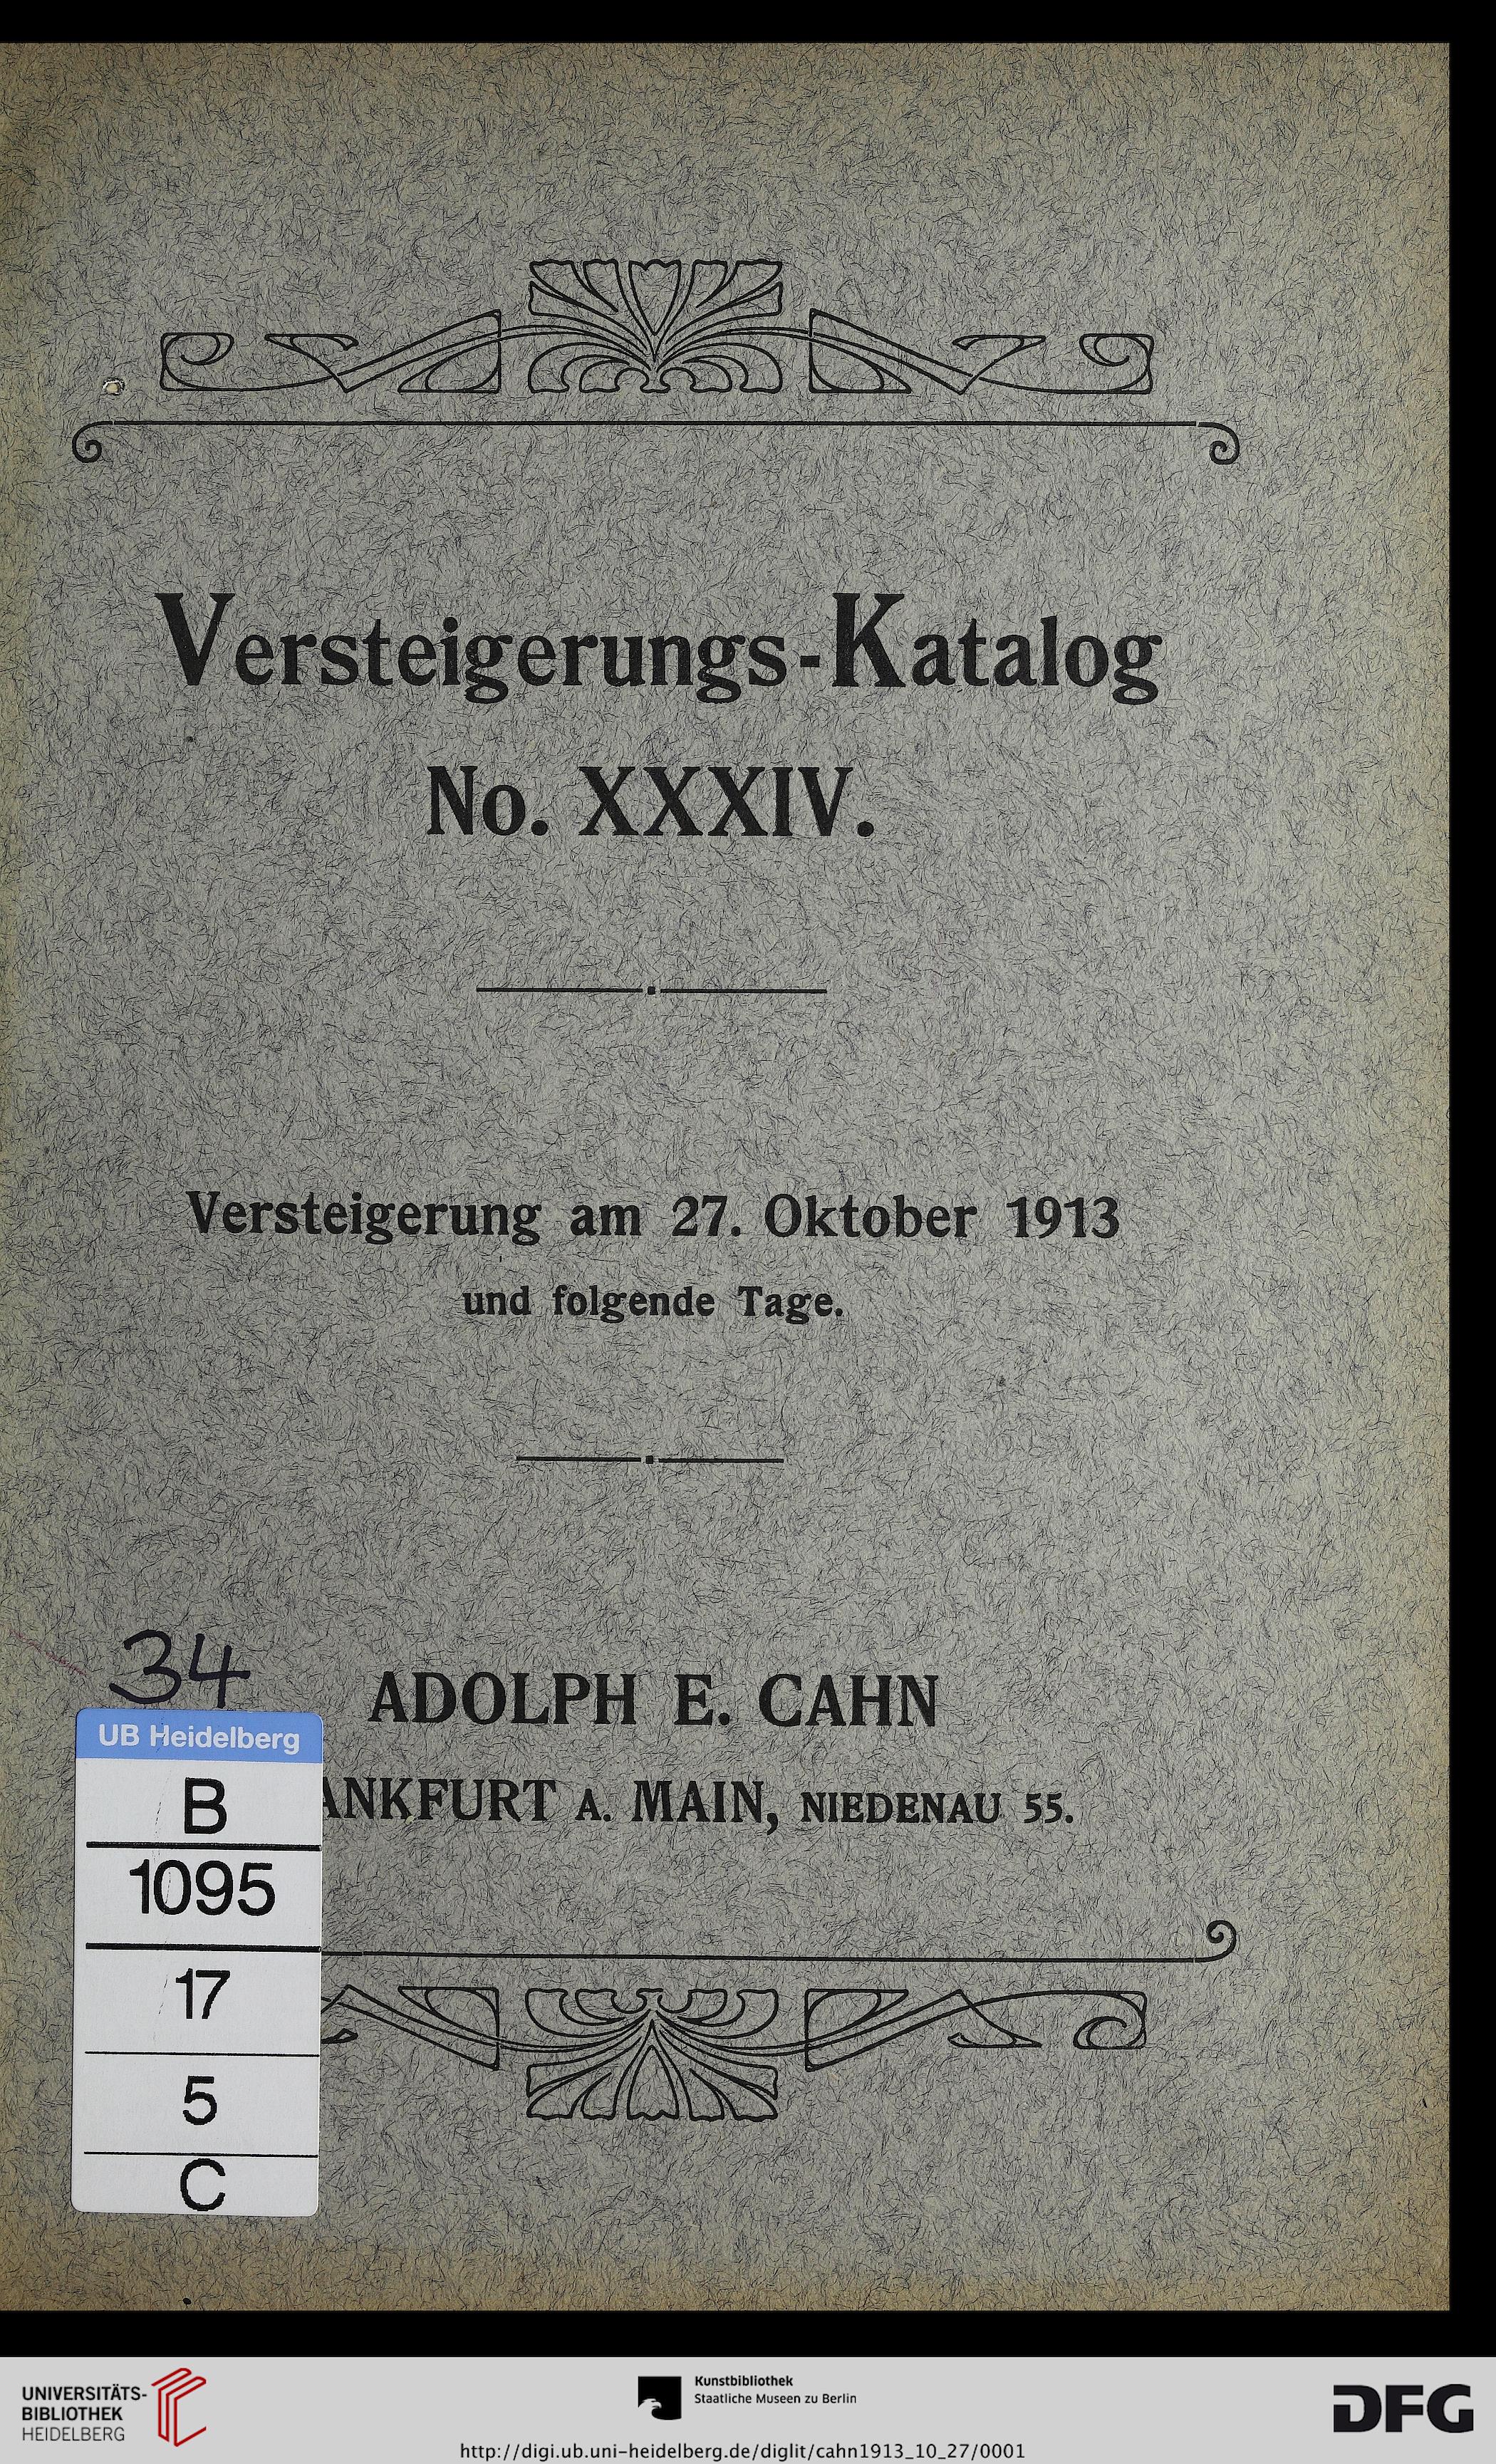 Versteigerungs-Katalog
No. XXXIV.
Versteigerung am 27. Oktober 1913
und folgende Tage.
34
ADOLPH E. CAHN
ANKFURT A. MAIN, NIEDENAU 55.
UB Heidelberg
B
1095
17
5
C
UNIVERSITÄTS-
BIBLIOTHEK
HEIDELBERG
Kunstbibliothek
Staatliche Museen zu Berlin
http://digi.ub.uni-heidelberg.de/diglit/cahn1913_10_27/0001
DFG